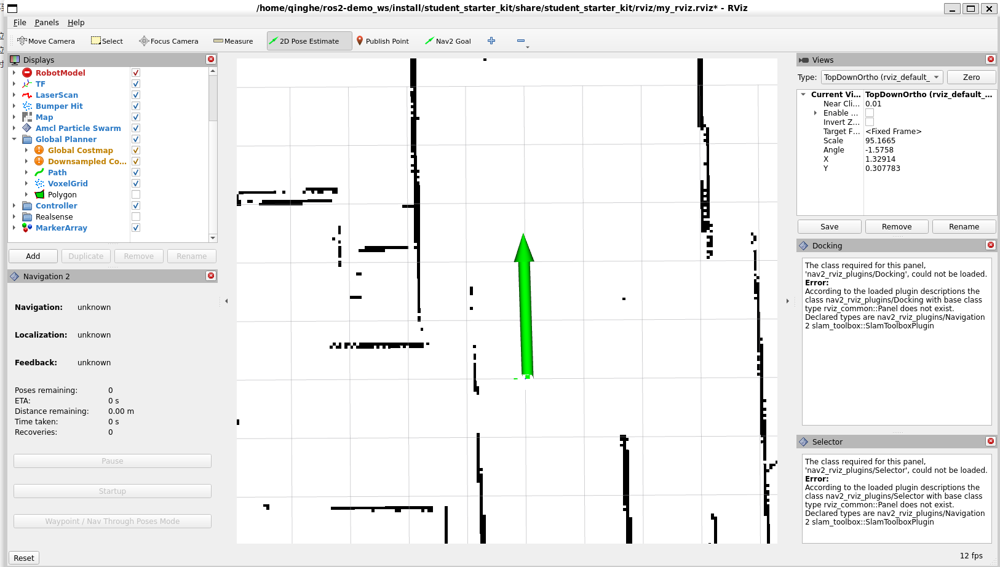 /home/qinghe/ros2-demo_ws/install/student_starter_kit/share/student_starter_kit/rviz/my_rviz.rviz* - RViz
File Panels Help
Move Camera Select Focus Camera Measure 2D Pose Estimate Publish Point Nav2 Goal
Displays
RobotModel
TF
LaserScan
Bumper Hit
Map
Amcl Particle Swarm
Global Planner
Global Costmap
Downsampled Co...
Path
VoxelGrid
Polygon
Controller
Realsense
MarkerArray
Add Duplicate Remove Rename
Navigation 2
Navigation: unknown
Localization: unknown
Feedback: unknown
Poses remaining: 0
ETA: 0 s
Distance remaining: 0.00 m
Time taken: 0 s
Recoveries: 0
Pause
Startup
Waypoint / Nav Through Poses Mode
Reset
Views
Type: TopDownOrtho (rviz_default_ Zero
Current Vi... TopDownOrtho (rviz_default_...
Near Cli... 0.01
Enable ...
Invert Z...
Target F... <Fixed Frame>
Scale 95.1665
Angle -1.5758
X 1.32914
Y 0.307783
Save Remove Rename
Docking
The class required for this panel,
'nav2_rviz_plugins/Docking', could not be loaded.
Error:
According to the loaded plugin descriptions the
class nav2_rviz_plugins/Docking with base class
type rviz_common::Panel does not exist.
Declared types are nav2_rviz_plugins/Navigation
2 slam_toolbox::SlamToolboxPlugin
Selector
The class required for this panel,
'nav2_rviz_plugins/Selector', could not be loaded.
Error:
According to the loaded plugin descriptions the
class nav2_rviz_plugins/Selector with base class
type rviz_common::Panel does not exist.
Declared types are nav2_rviz_plugins/Navigation
2 slam_toolbox::SlamToolboxPlugin
12 fps